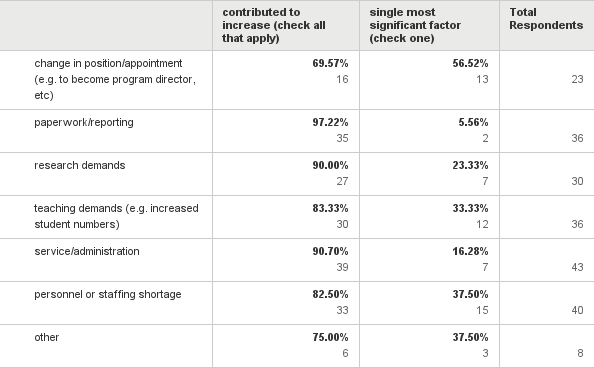 contributed to increase (check all that apply) single most significant factor (check one) Total Respondents
change in position/appointment (e.g. to become program director, etc) 69.57% 16 56.52% 13 23
paperwork/reporting 97.22% 35 5.56% 2 36
research demands 90.00% 27 23.33% 7 30
teaching demands (e.g. increased student numbers) 83.33% 30 33.33% 12 36
service/administration 90.70% 39 16.28% 7 43
personnel or staffing shortage 82.50% 33 37.50% 15 40
other 75.00% 6 37.50% 3 8